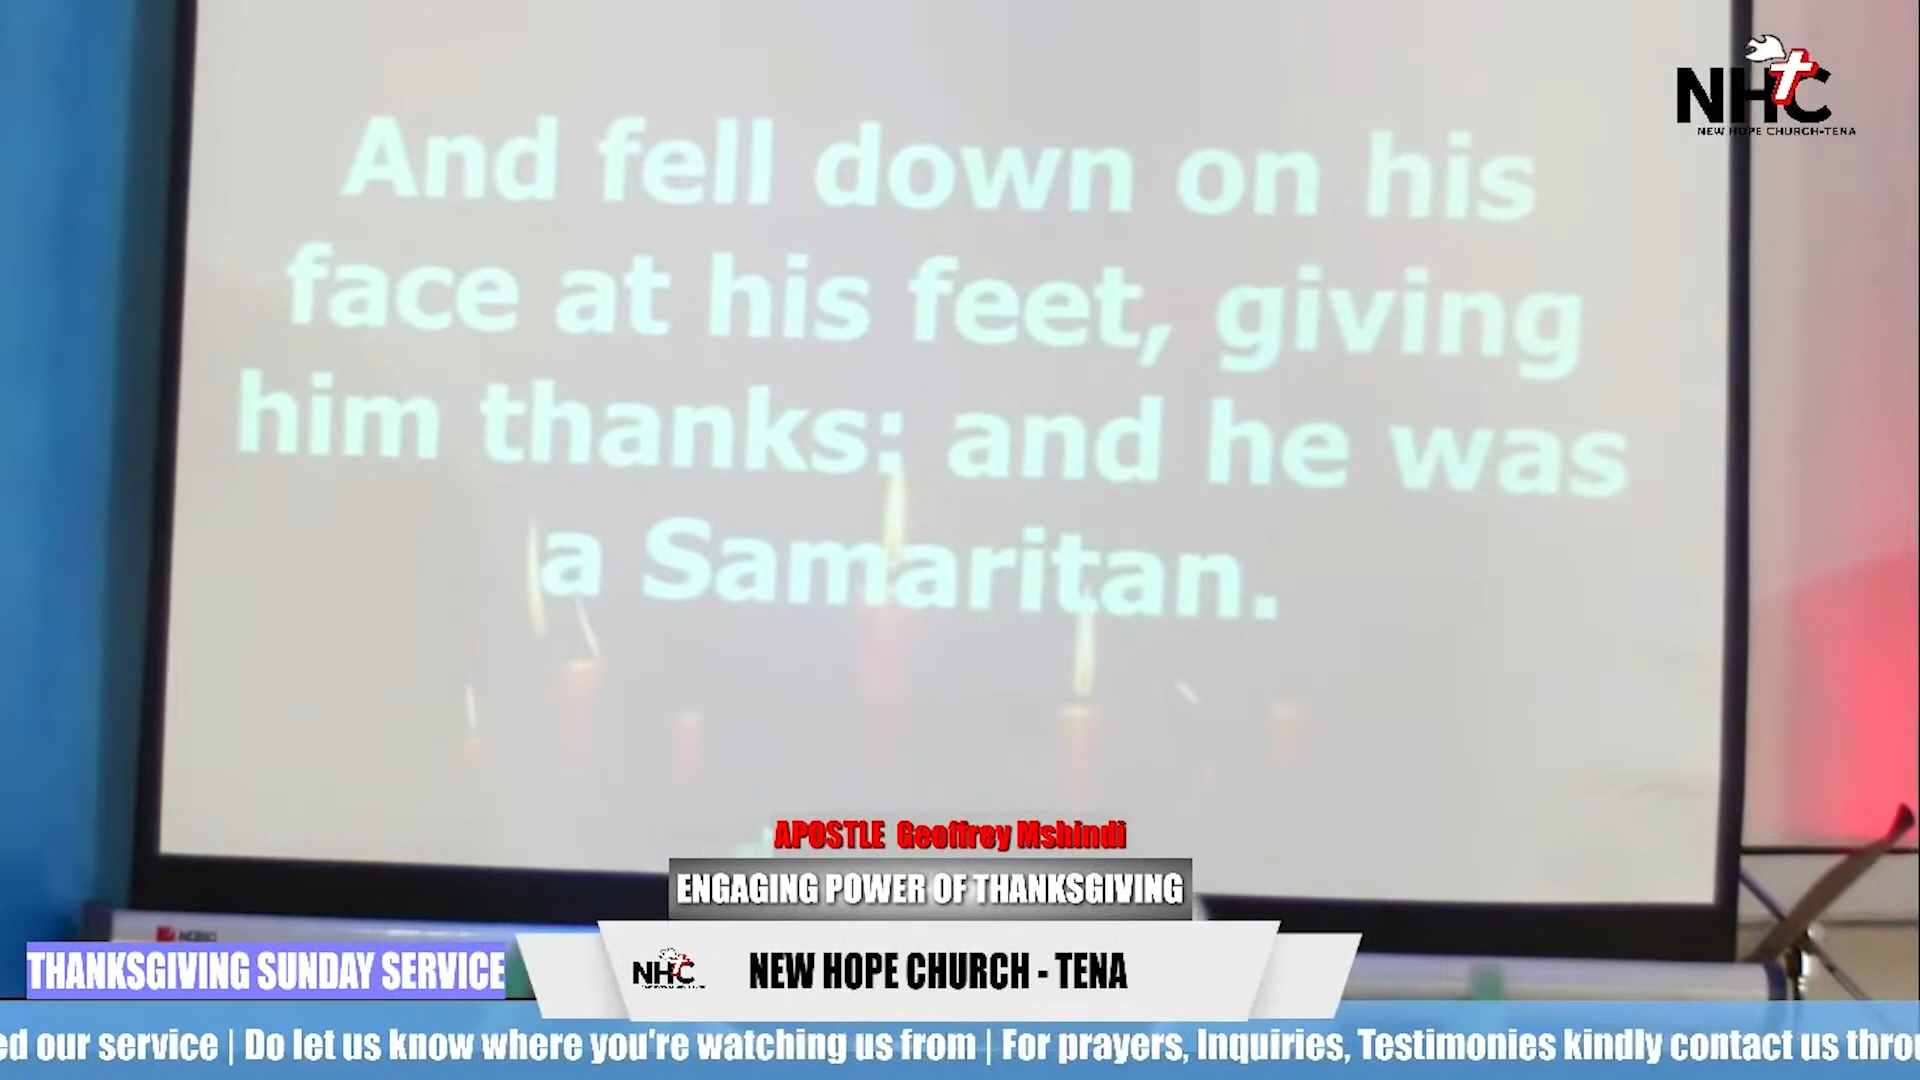 NHC
NEW HOPE CHURCH-TENA
And fell down on his
face at his feet, giving
him thanks: and he was
a Samaritan.
APOSTLE Geoffrey Mshindi
ENGAGING POWER OF THANKSGIVING
THANKSGIVING SUNDAY SERVICE
NHC
NEW HOPE CHURCH - TENA
our service | Do let us know where you're watching us from | For prayers, Inquiries, Testimonies kindly contact us